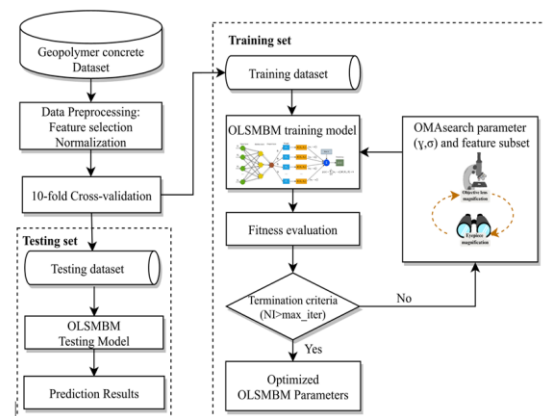 Geopolymer concrete
Dataset
Data Preprocessing:
Feature selection
Normalization
10-fold Cross-validation
Testing set
Testing dataset
OLSMBM
Testing Model
Prediction Results
Training set
Training dataset
OLSMBM training model
Fitness evaluation
Termination criteria
(NI>max_iter)
No
Yes
Optimized
OLSMBM Parameters
OMAsearch parameter
(γ,σ) and feature subset
Objective lens
magnification
Eyepiece
magnification